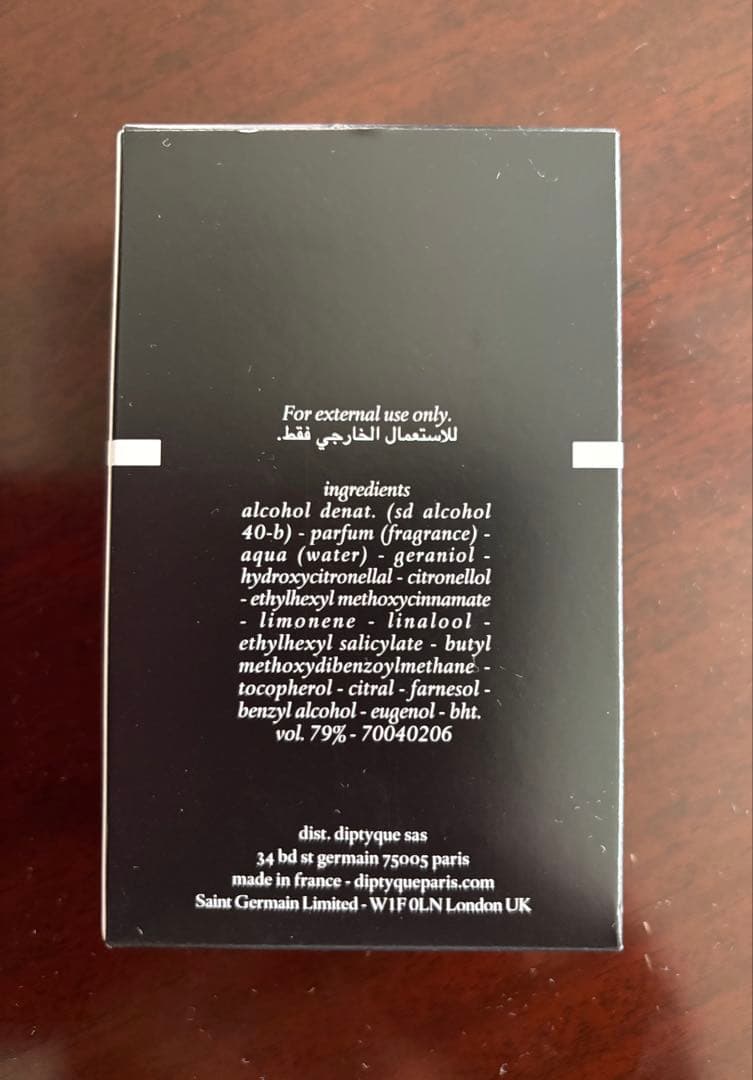 For external use only.
للاستعمال الخارجي فقط.
ingredients
alcohol denat. (sd alcohol
40-b) - parfum (fragrance) -
aqua (water) - geraniol -
hydroxycitronellal - citronellol
- ethylhexyl methoxycinnamate
- limonene - linalool -
ethylhexyl salicylate - butyl
methoxydibenzoylmethane -
tocopherol - citral - farnesol -
benzyl alcohol - eugenol - bht.
vol. 79% - 70040206
dist. diptyque sas
34 bd st germain 75005 paris
made in france - diptyqueparis.com
Saint Germain Limited - W1F 0LN London UK